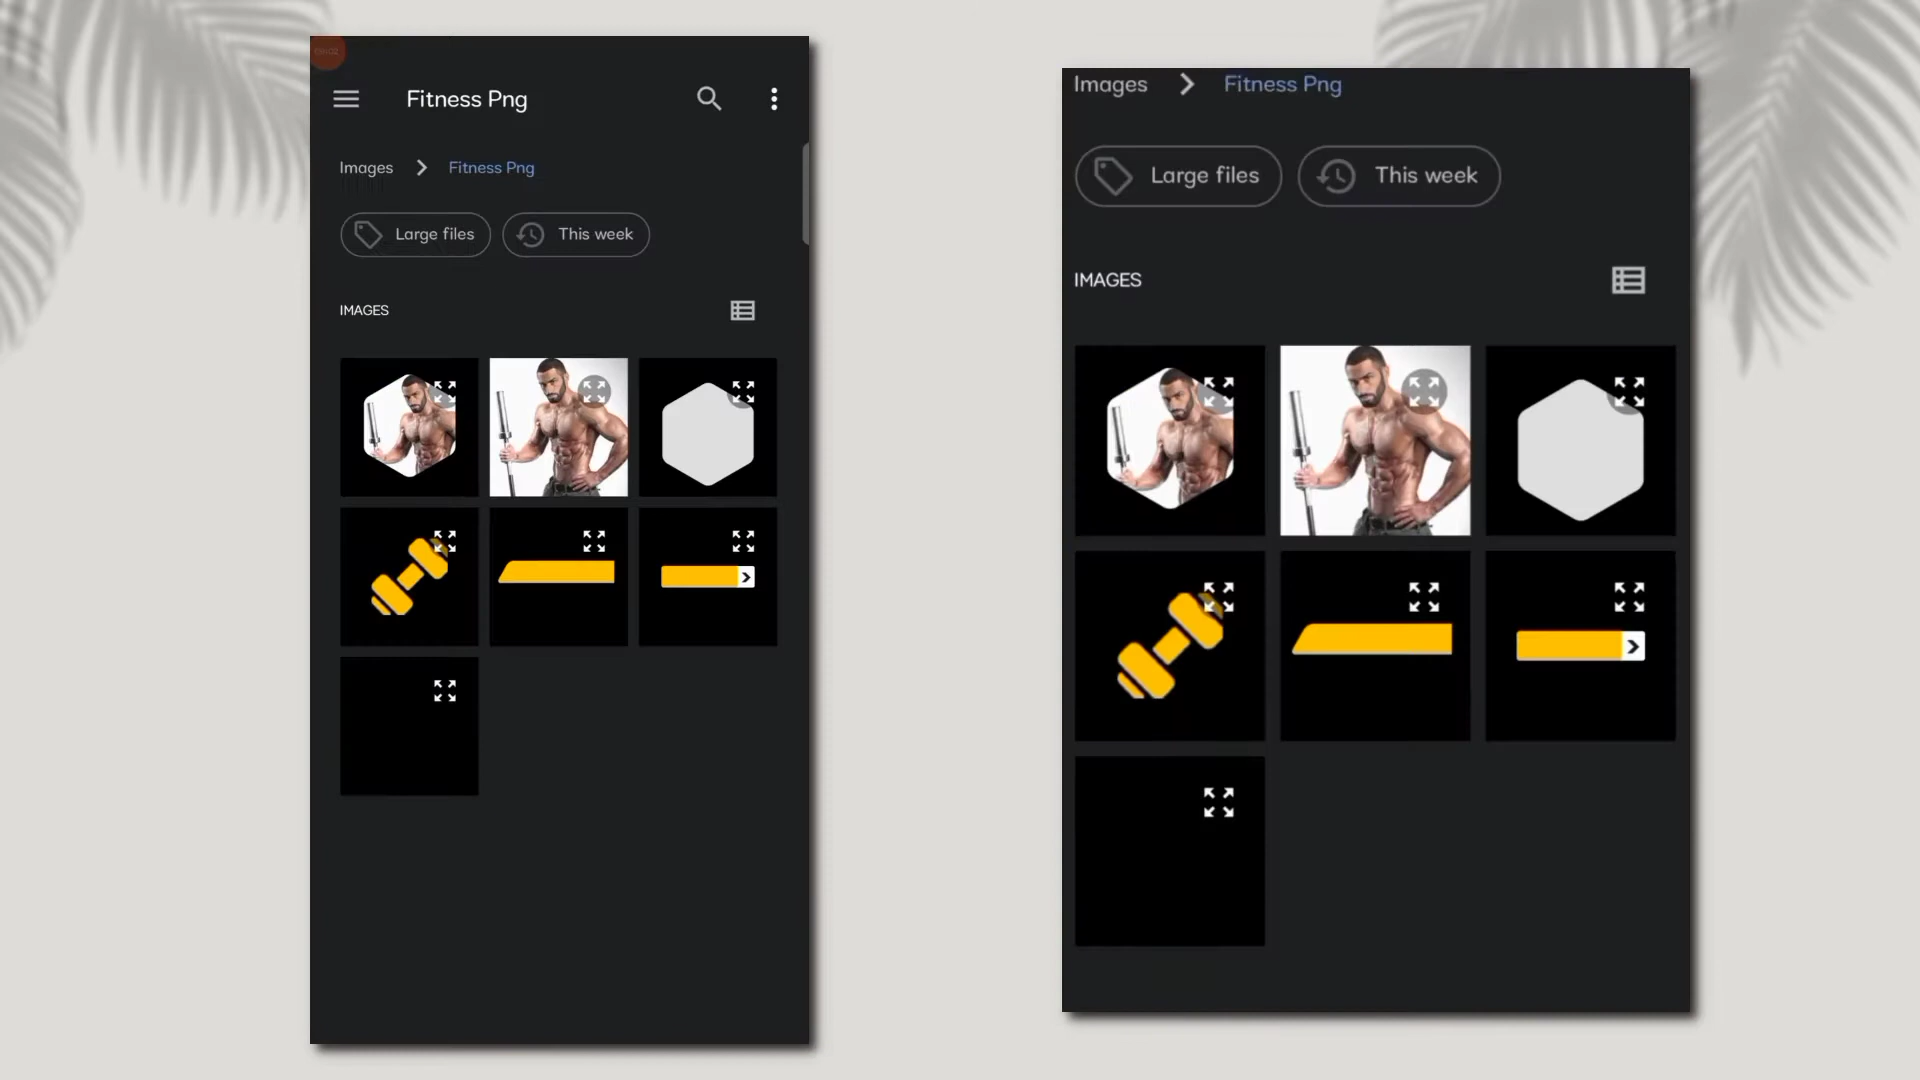 Fitness Png
Images > Fitness Png
Large files
This week
IMAGES
Images > Fitness Png
Large files
This week
IMAGES